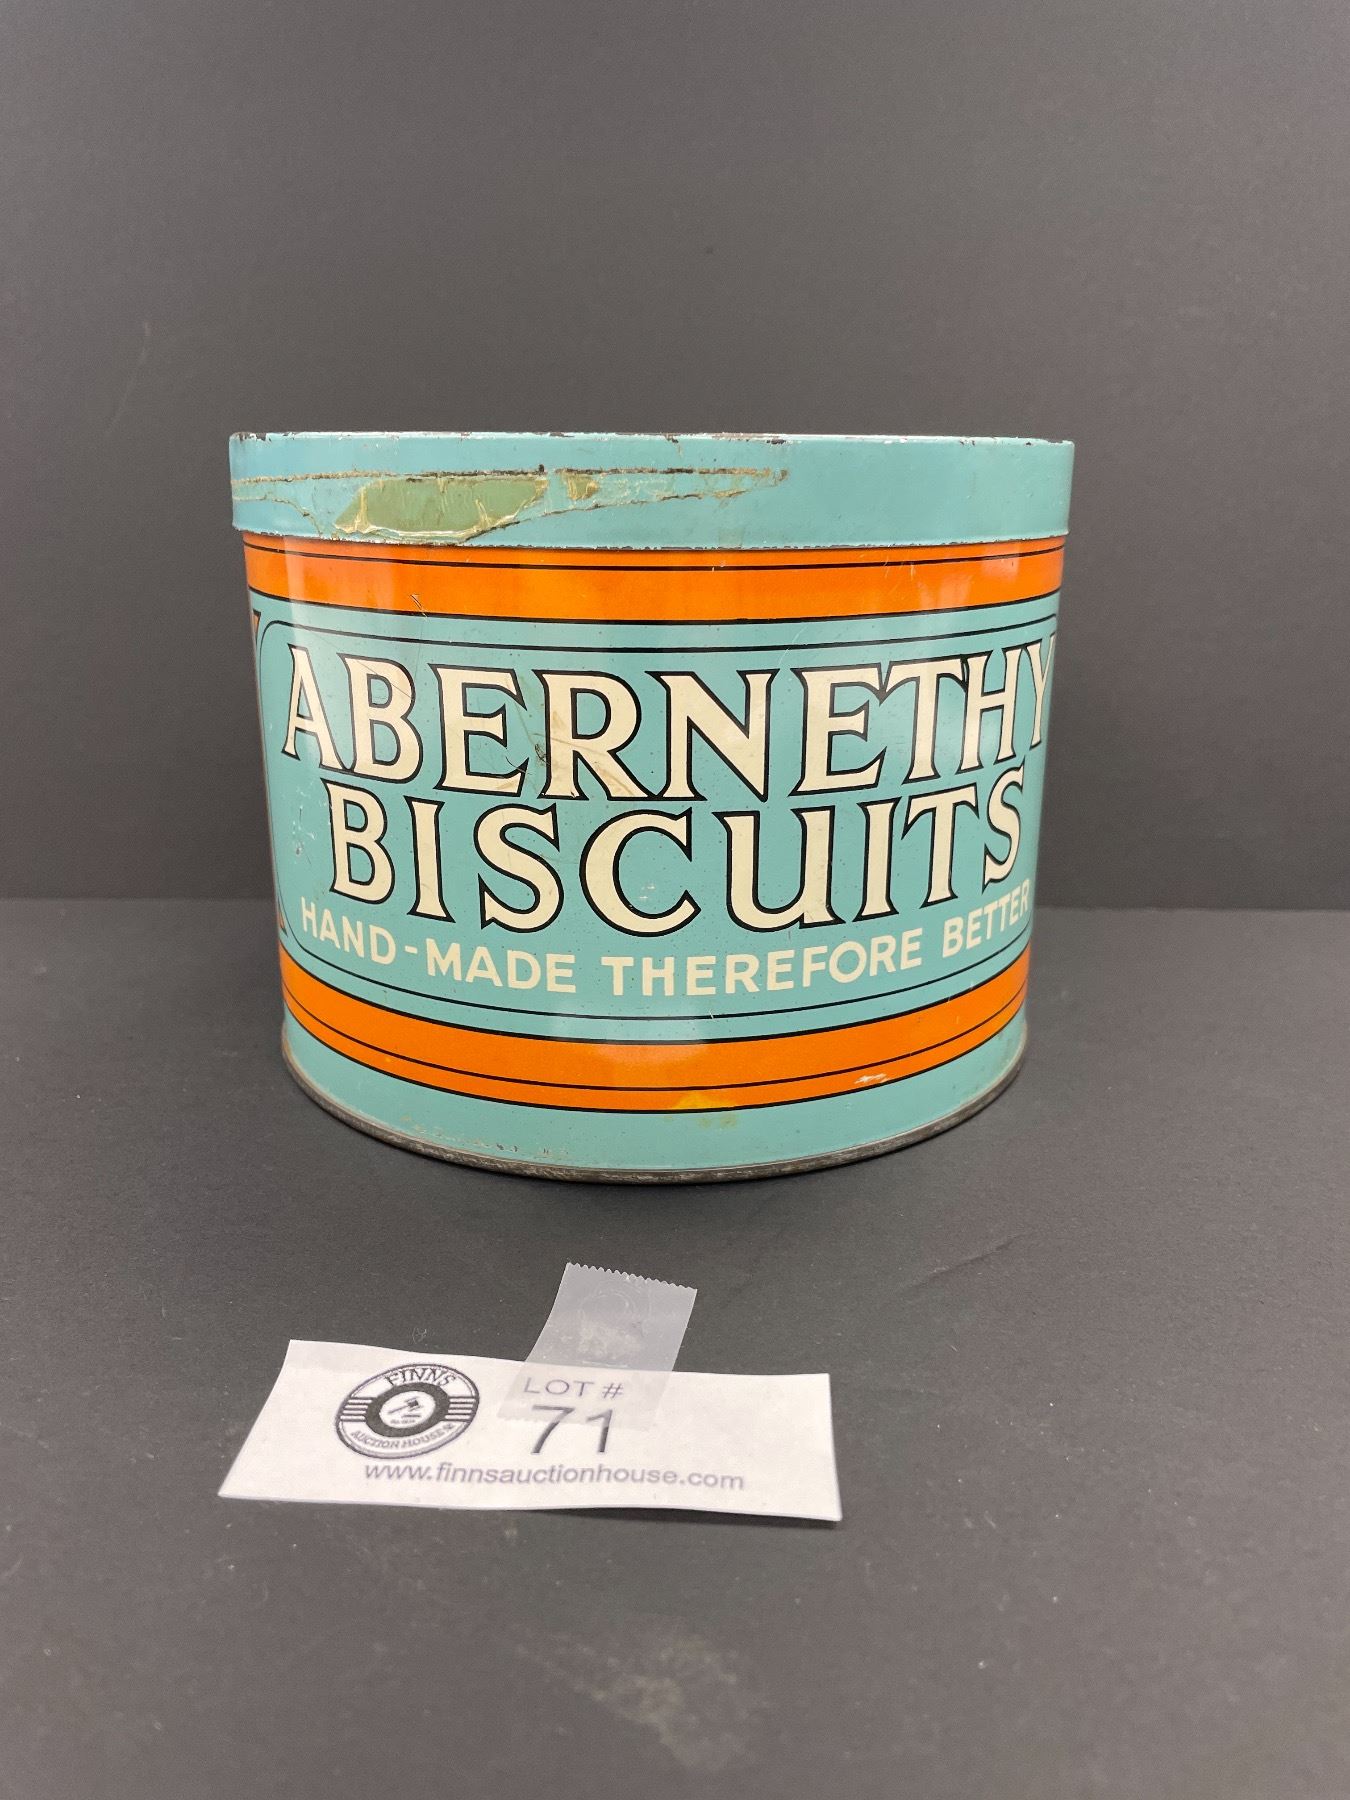 ABERNETHY
BISCUITS
HAND-MADE THEREFORE BETTER
FINNS
AUCTION HOUSE
LOT #
71
www.finnsauctionhouse.com